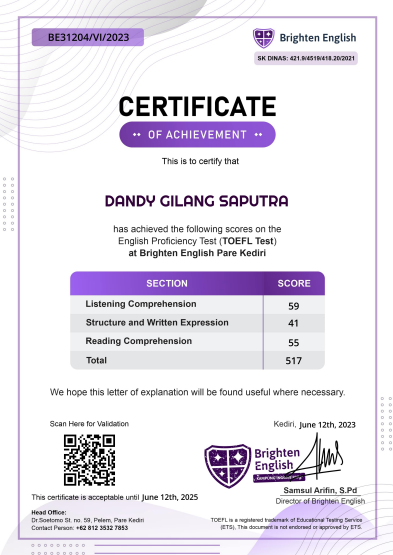 BE31204/VI/2023
Brighten English
SK DINAS: 421.9/4519/418.20/2021
CERTIFICATE
•• OF ACHIEVEMENT ••
This is to certify that
DANDY GILANG SAPUTRA
has achieved the following scores on the
English Proficiency Test (TOEFL Test)
at Brighten English Pare Kediri
SECTION SCORE
Listening Comprehension 59
Structure and Written Expression 41
Reading Comprehension 55
Total 517
We hope this letter of explanation will be found useful where necessary.
Scan Here for Validation
Kediri, June 12th, 2023
Brighten
English
Samsul Arifin, S.Pd
Director of Brighten English
This certificate is acceptable until June 12th, 2025
Head Office:
Dr.Soetomo St. no. 59, Pelem, Pare Kediri
Contact Person: +62 812 3532 7853
TOEFL is a registered trademark of Educational Testing Service
(ETS). This document is not endorsed or approved by ETS.